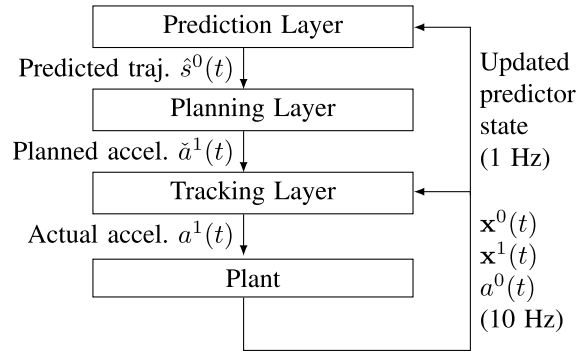 Prediction Layer
Predicted traj. ŝ⁰(t)
Planning Layer
Planned accel. ǎ¹(t)
Tracking Layer
Actual accel. a¹(t)
Plant
Updated
predictor
state
(1 Hz)
x⁰(t)
x¹(t)
a⁰(t)
(10 Hz)